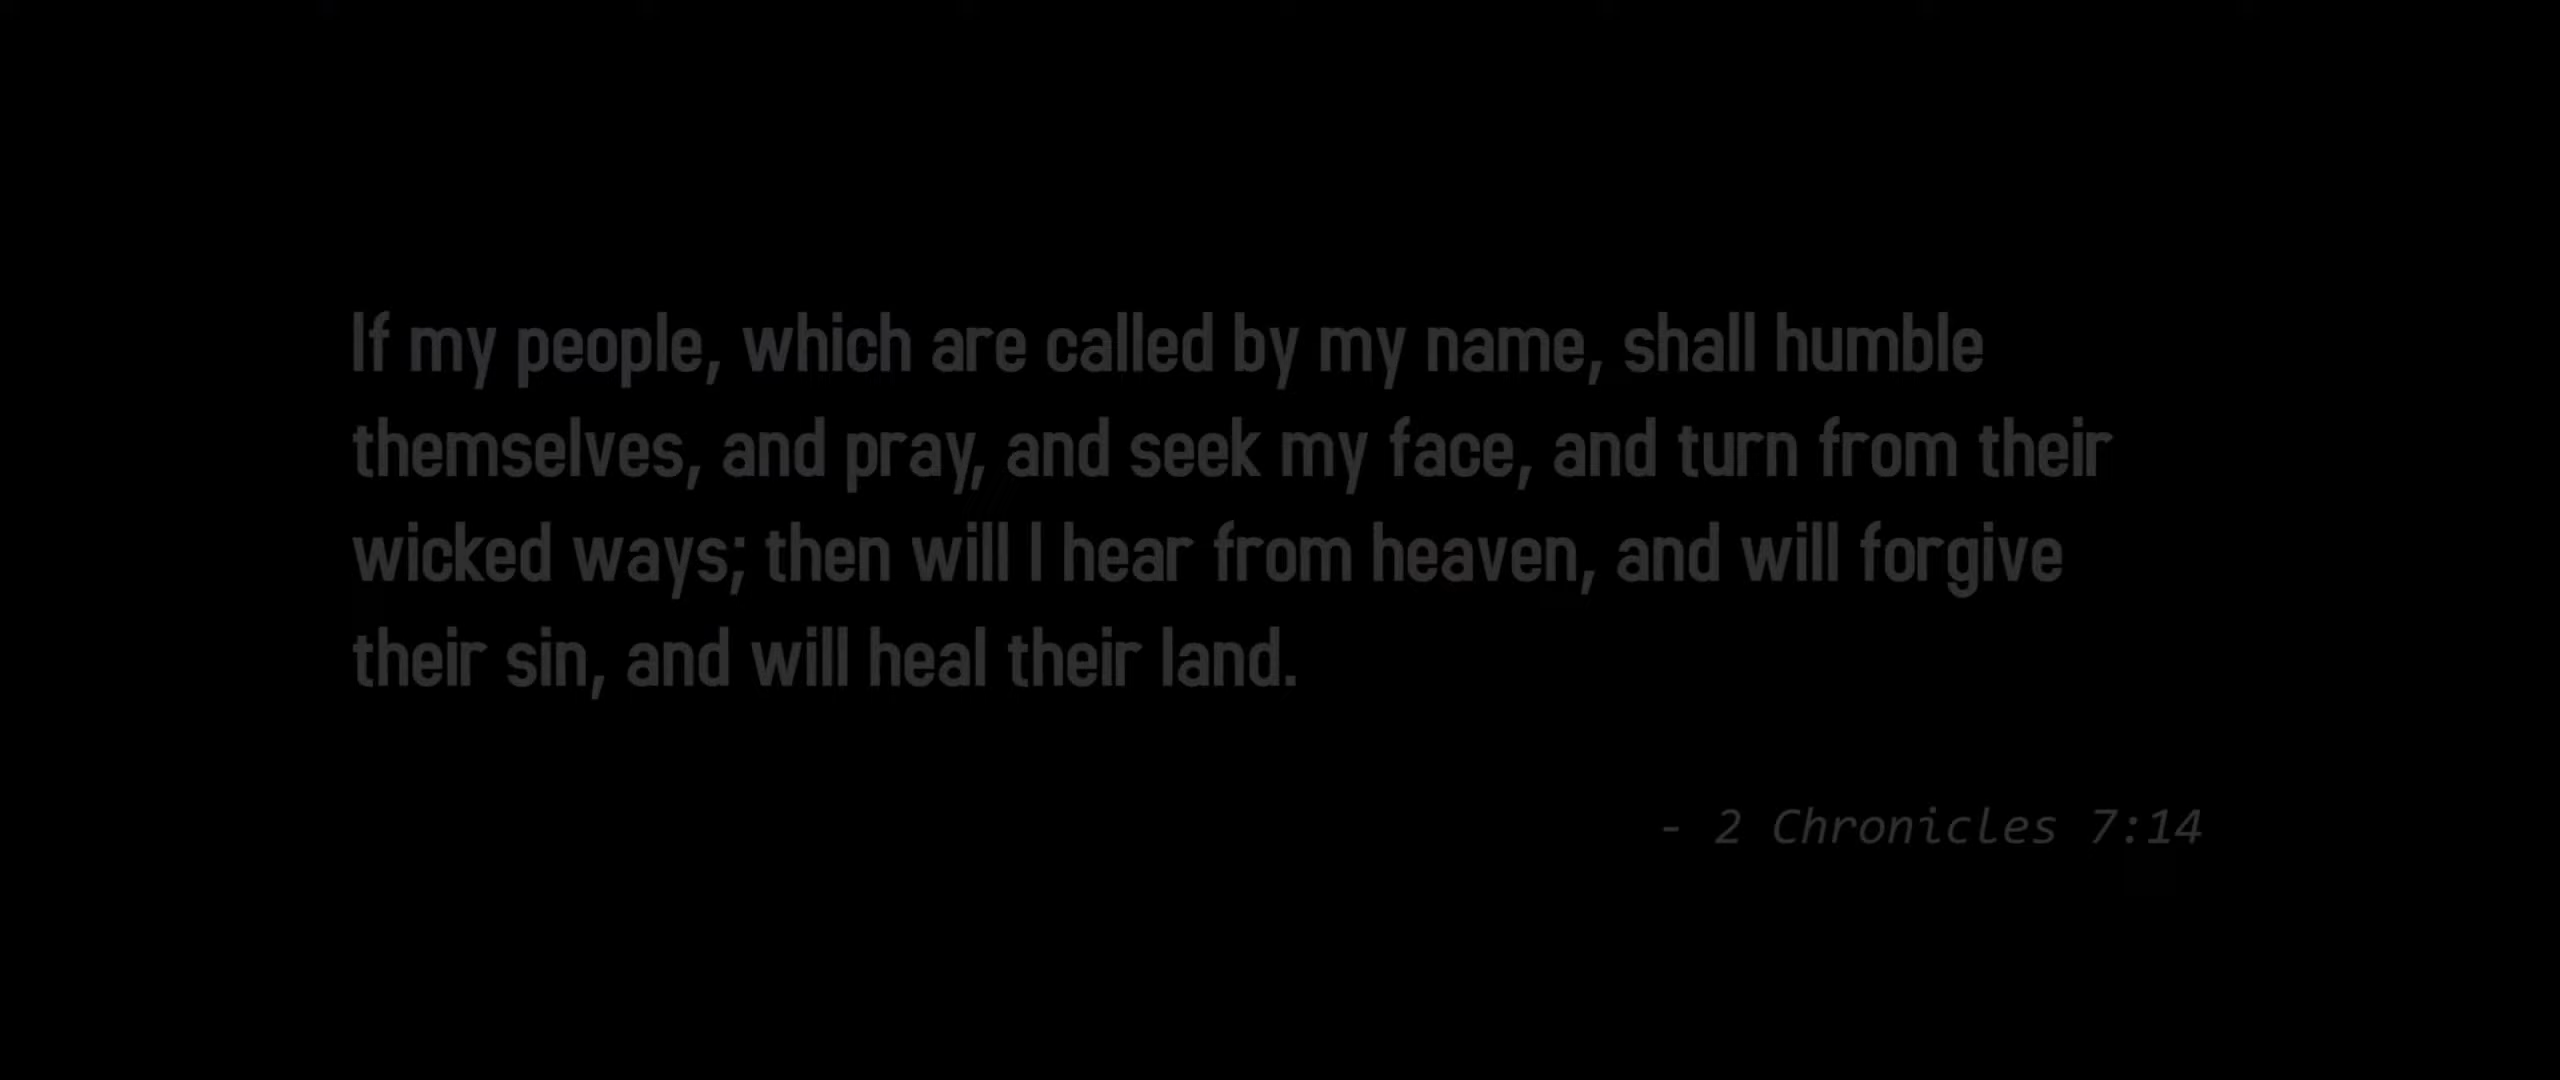 If my people, which are called by my name, shall humble
themselves, and pray, and seek my face, and turn from their
wicked ways; then will I hear from heaven, and will forgive
their sin, and will heal their land.
- 2 Chronicles 7:14